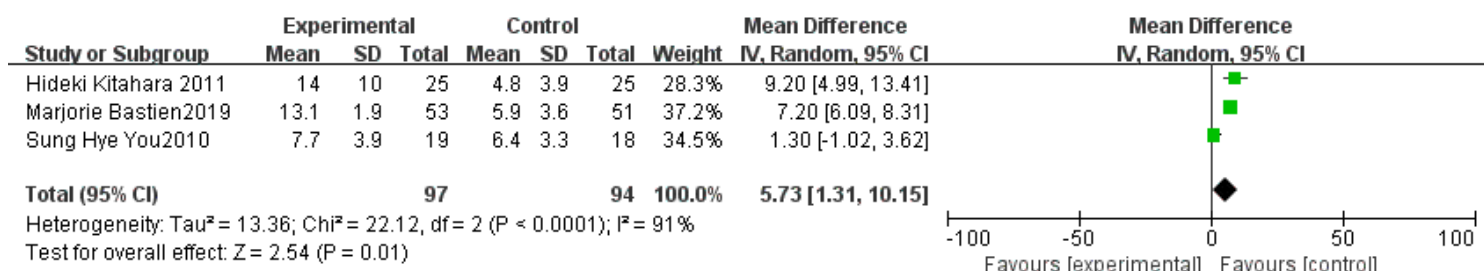 Experimental Control Mean Difference Mean Difference
Study or Subgroup Mean SD Total Mean SD Total Weight IV, Random, 95% CI IV, Random, 95% CI
Hideki Kitahara 2011 14 10 25 4.8 3.9 25 28.3% 9.20 [4.99, 13.41]
Marjorie Bastien2019 13.1 1.9 53 5.9 3.6 51 37.2% 7.20 [6.09, 8.31]
Sung Hye You2010 7.7 3.9 19 6.4 3.3 18 34.5% 1.30 [-1.02, 3.62]
Total (95% CI) 97 94 100.0% 5.73 [1.31, 10.15]
Heterogeneity: Tau² = 13.36; Chi² = 22.12, df = 2 (P < 0.0001); I² = 91%
Test for overall effect: Z = 2.54 (P = 0.01)
-100 -50 0 50 100
Favours [experimental] Favours [control]